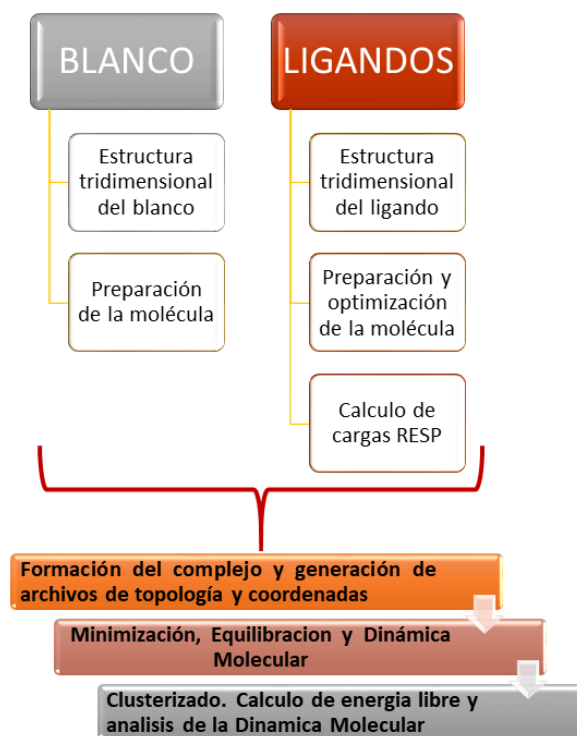 BLANCO
Estructura
tridimensional
del blanco
Preparación
de la molécula
LIGANDOS
Estructura
tridimensional
del ligando
Preparación y
optimización
de la molécula
Calculo de
cargas RESP
Formación del complejo y generación de
archivos de topología y coordenadas
Minimización, Equilibracion y Dinámica
Molecular
Clusterizado. Calculo de energia libre y
analisis de la Dinamica Molecular